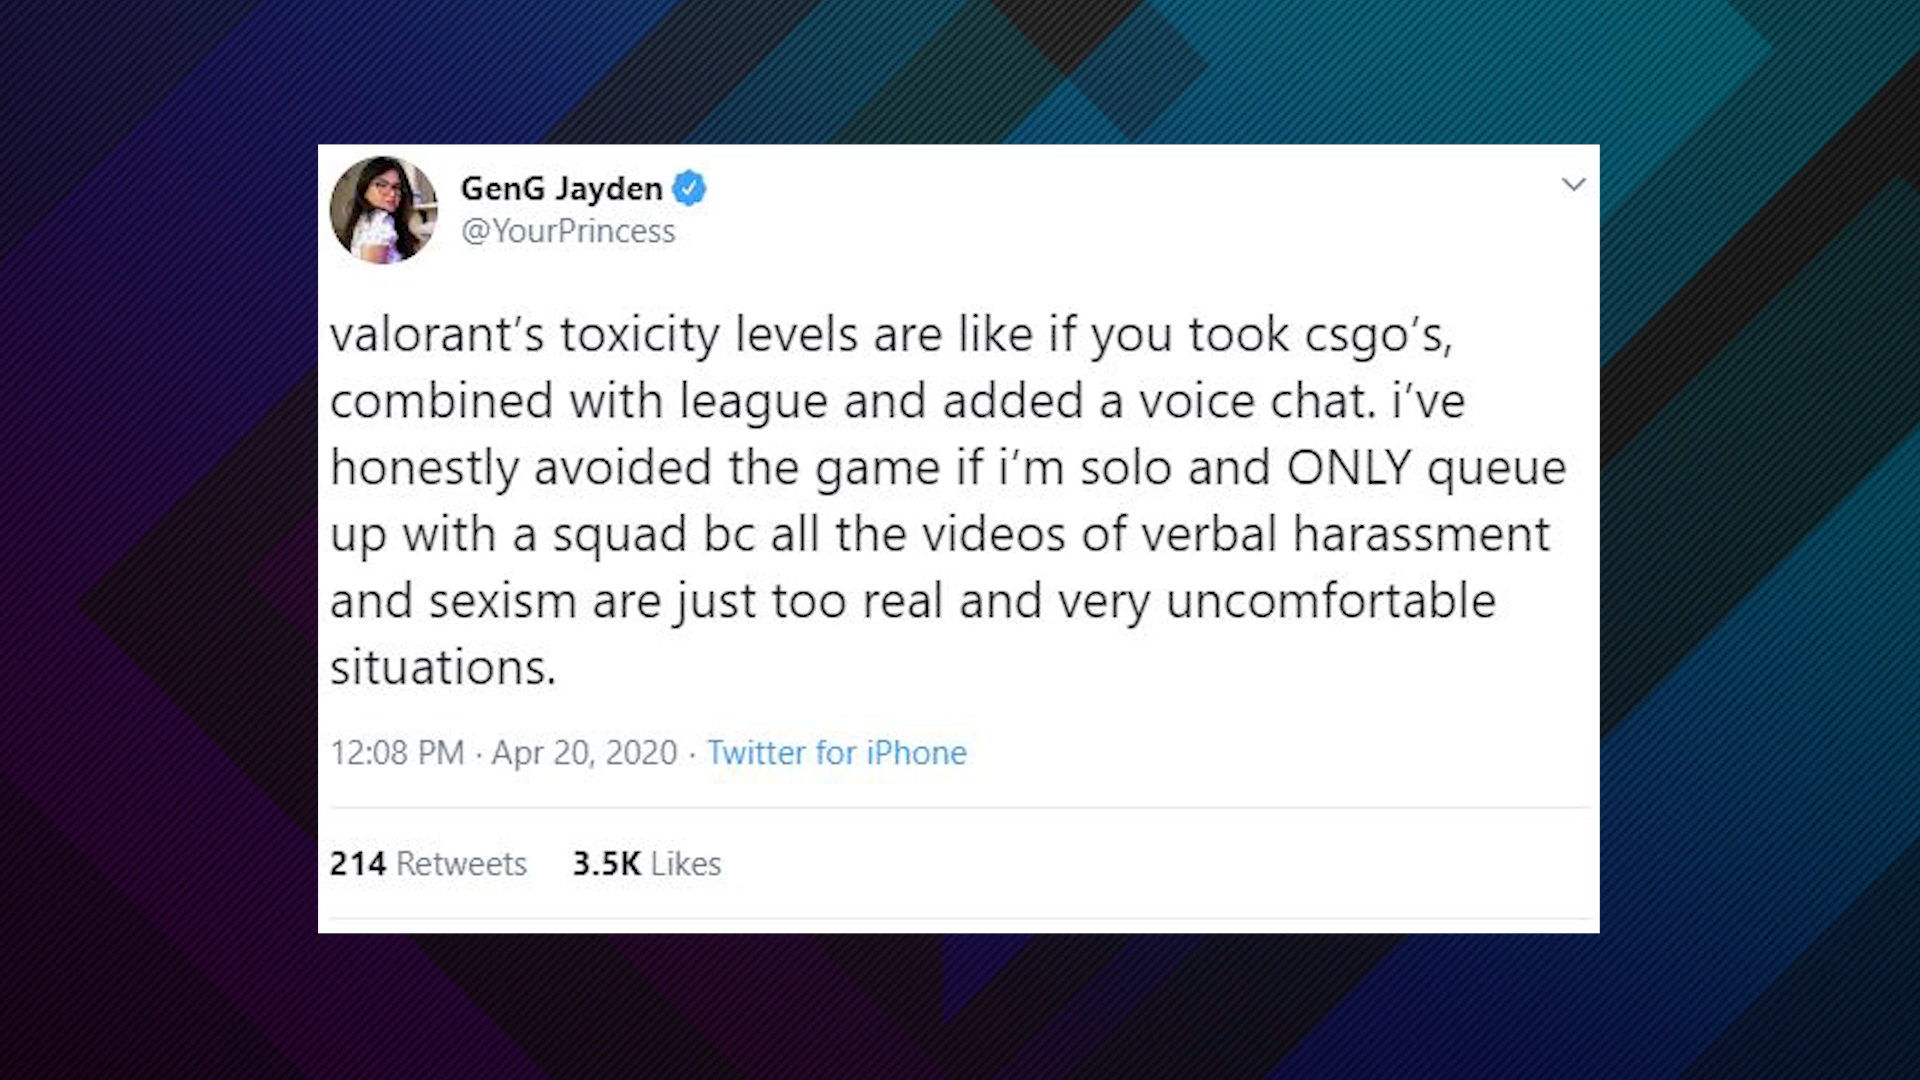 GenG Jayden
@YourPrincess
valorant's toxicity levels are like if you took csgo's,
combined with league and added a voice chat. i've
honestly avoided the game if i'm solo and ONLY queue
up with a squad bc all the videos of verbal harassment
and sexism are just too real and very uncomfortable
situations.
12:08 PM · Apr 20, 2020 · Twitter for iPhone
214 Retweets 3.5K Likes